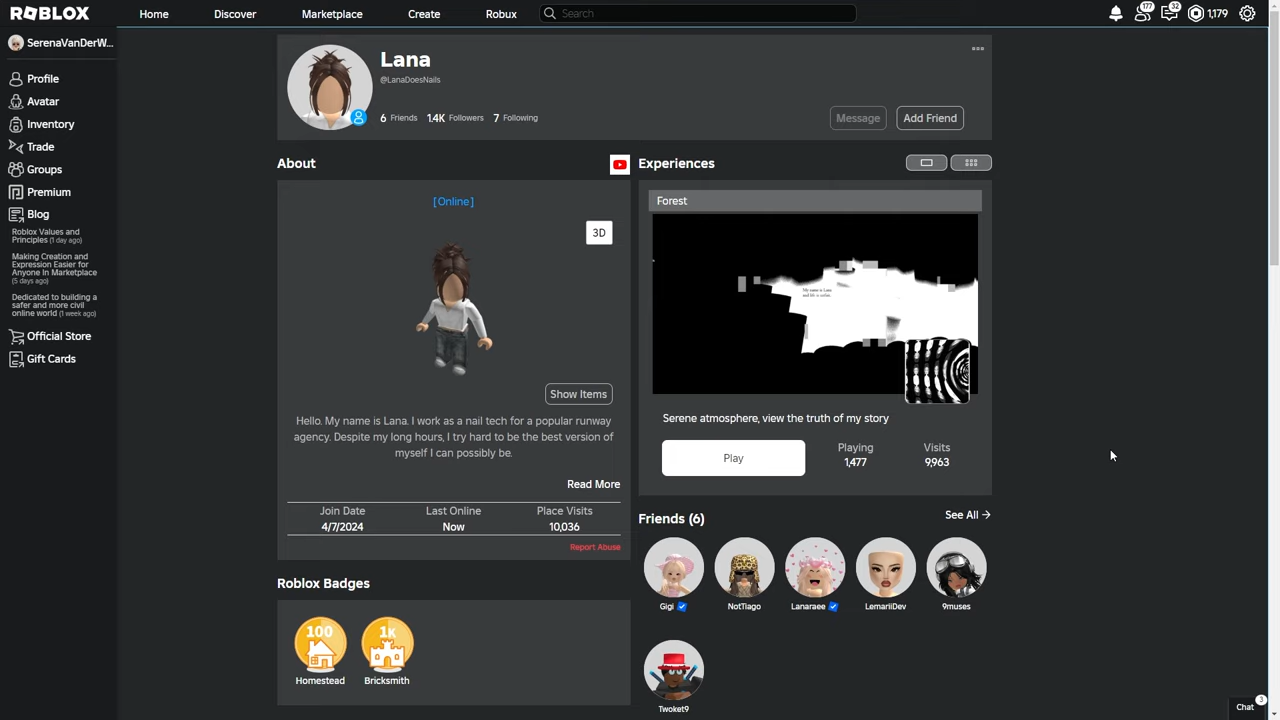 ROBLOX
Home
Discover
Marketplace
Create
Robux
Search
177
32
1,179
SerenaVanDerW...
Profile
Avatar
Inventory
Trade
Groups
Premium
Blog
Roblox Values and
Principles (1 day ago)
Making Creation and
Expression Easier for
Anyone In Marketplace
(5 days ago)
Dedicated to building a
safer and more civil
online world (1 week ago)
Official Store
Gift Cards
Lana
@LanaDoesNails
6 Friends 1.4K Followers 7 Following
Message
Add Friend
About
[Online]
3D
Show Items
Hello. My name is Lana. I work as a nail tech for a popular runway
agency. Despite my long hours, I try hard to be the best version of
myself I can possibly be.
Read More
Join Date Last Online Place Visits
4/7/2024 Now 10,036
Report Abuse
Roblox Badges
100
1k
Homestead
Bricksmith
Experiences
Forest
My name is Lana
Serene atmosphere, view the truth of my story
Play
Playing Visits
1,477 9,963
Friends (6)
See All →
Gigi
NotTiago
Lanaraee
LemariiDev
9muses
Twoket9
Chat
3